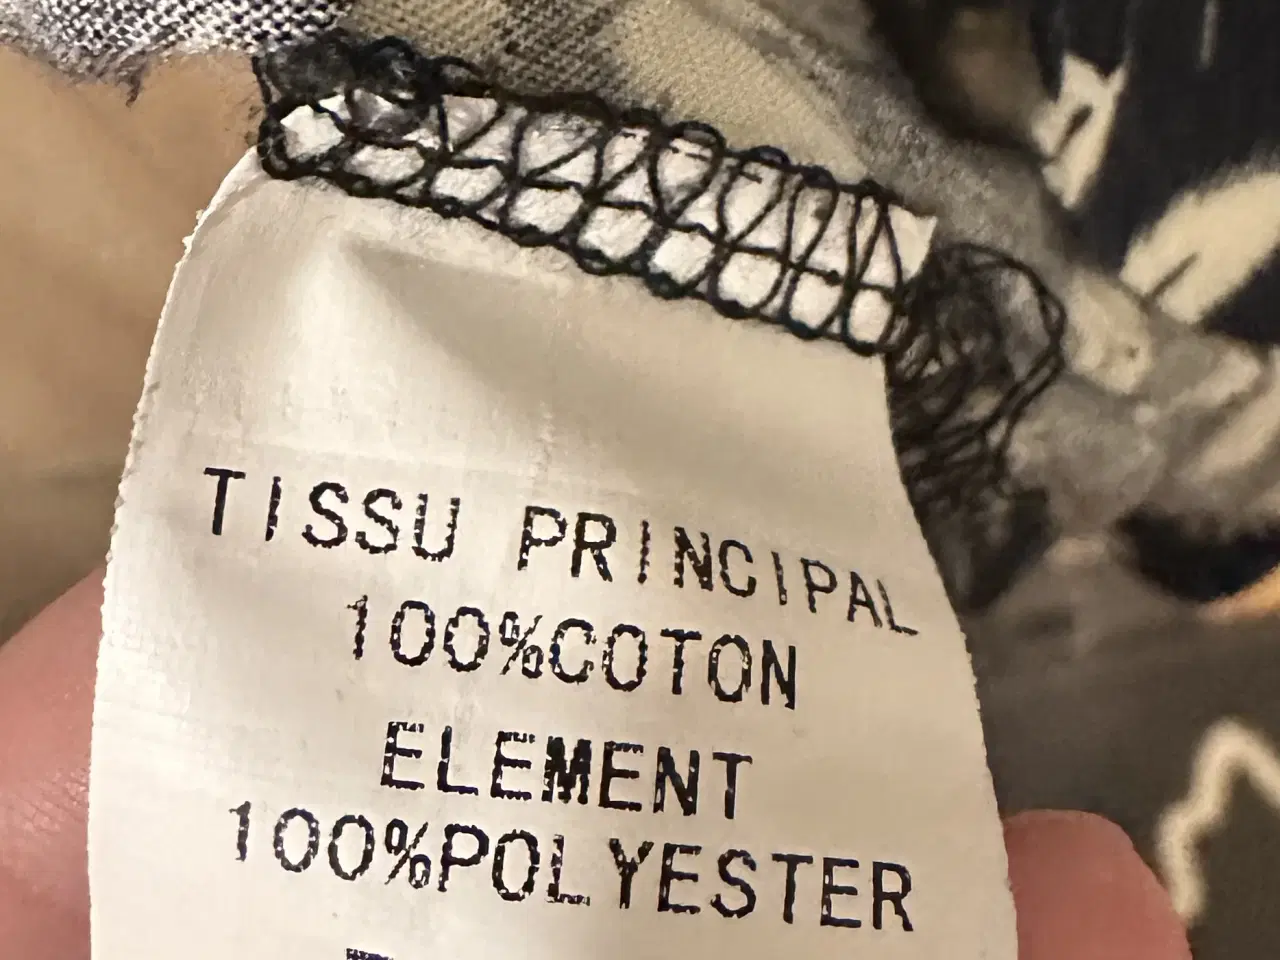 TISSU PRINCIPAL
100%COTON
ELEMENT
100%POLYESTER